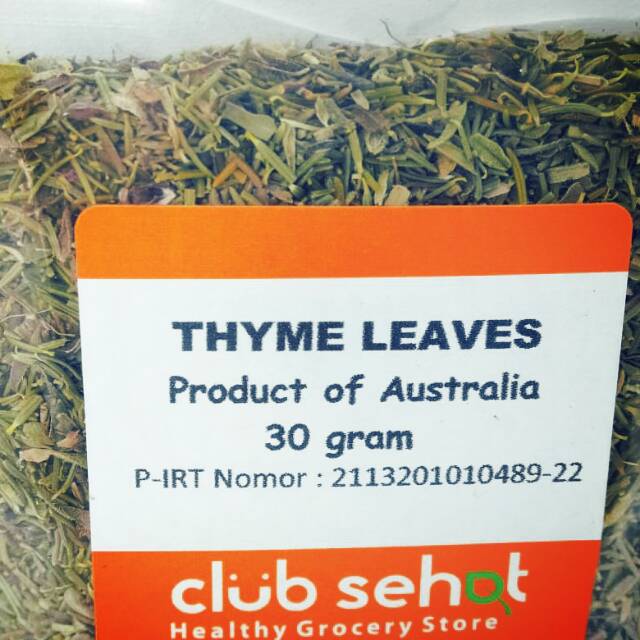 THYME LEAVES
Product of Australia
30 gram
P-IRT Nomor : 2113201010489-22
club sehat
Healthy Grocery Store